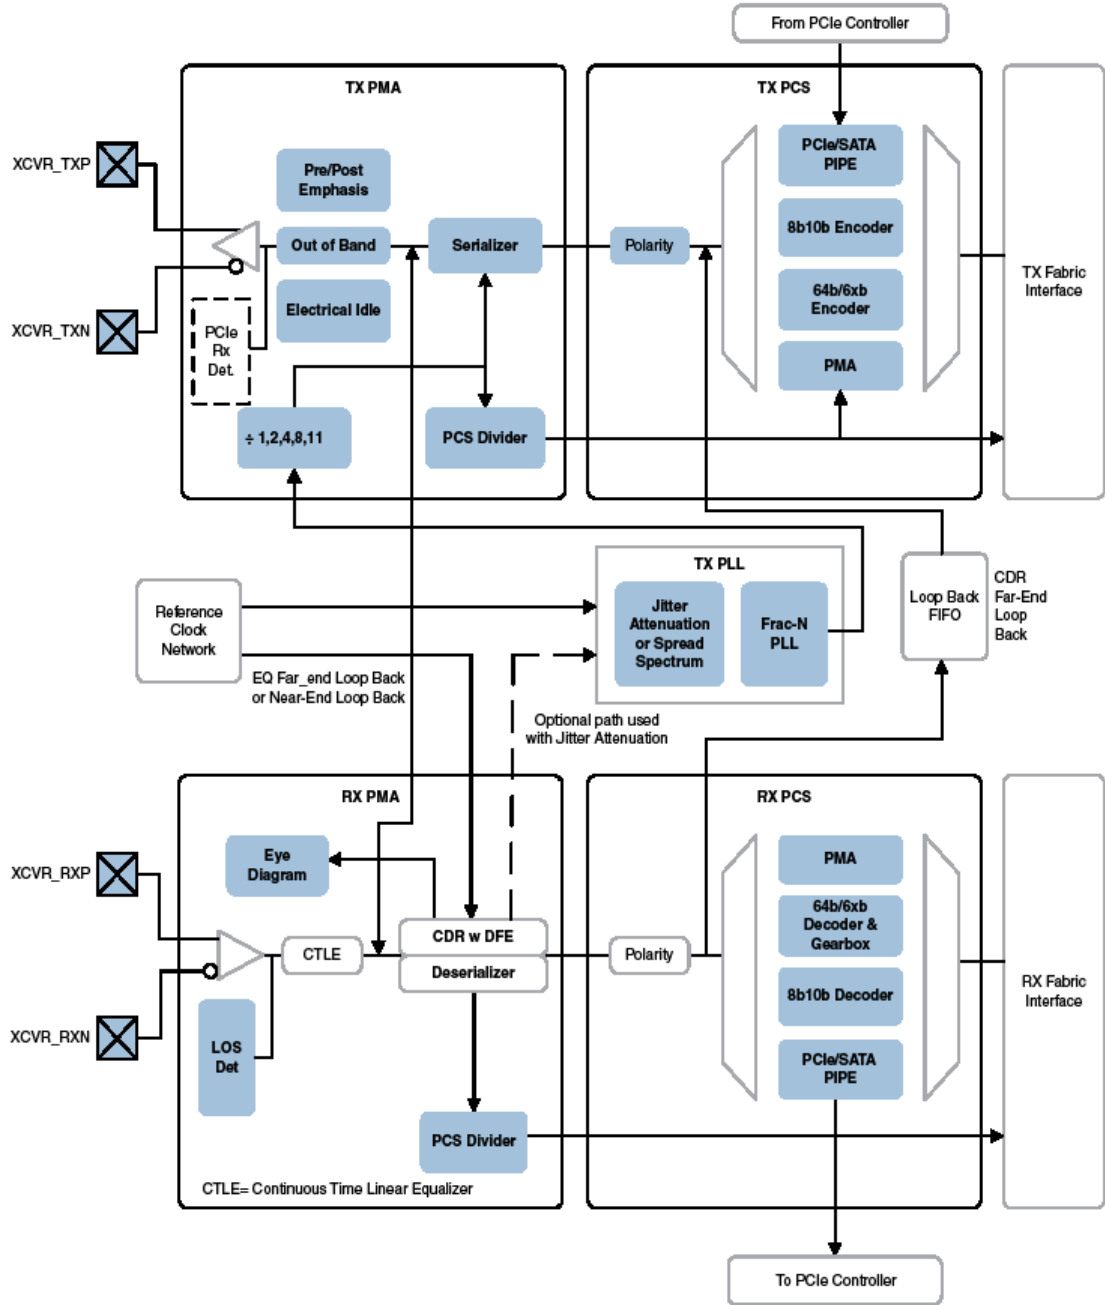 From PCIe Controller
TX PMA
TX PCS
XCVR_TXP
Pre/Post
Emphasis
PCIe/SATA
PIPE
Out of Band
Serializer
Polarity
8b10b Encoder
TX Fabric
Interface
XCVR_TXN
Electrical Idle
64b/6xb
Encoder
PCIe
Rx
Det.
PMA
÷ 1,2,4,8,11
PCS Divider
TX PLL
Reference
Clock
Network
Jitter
Attenuation
or Spread
Spectrum
Frac-N
PLL
Loop Back
FIFO
CDR
Far-End
Loop
Back
EQ Far_end Loop Back
or Near-End Loop Back
Optional path used
with Jitter Attenuation
RX PMA
RX PCS
XCVR_RXP
Eye
Diagram
PMA
CTLE
CDR w DFE
Deserializer
Polarity
64b/6xb
Decoder &
Gearbox
8b10b Decoder
RX Fabric
Interface
XCVR_RXN
LOS
Det
PCIe/SATA
PIPE
PCS Divider
CTLE= Continuous Time Linear Equalizer
To PCIe Controller